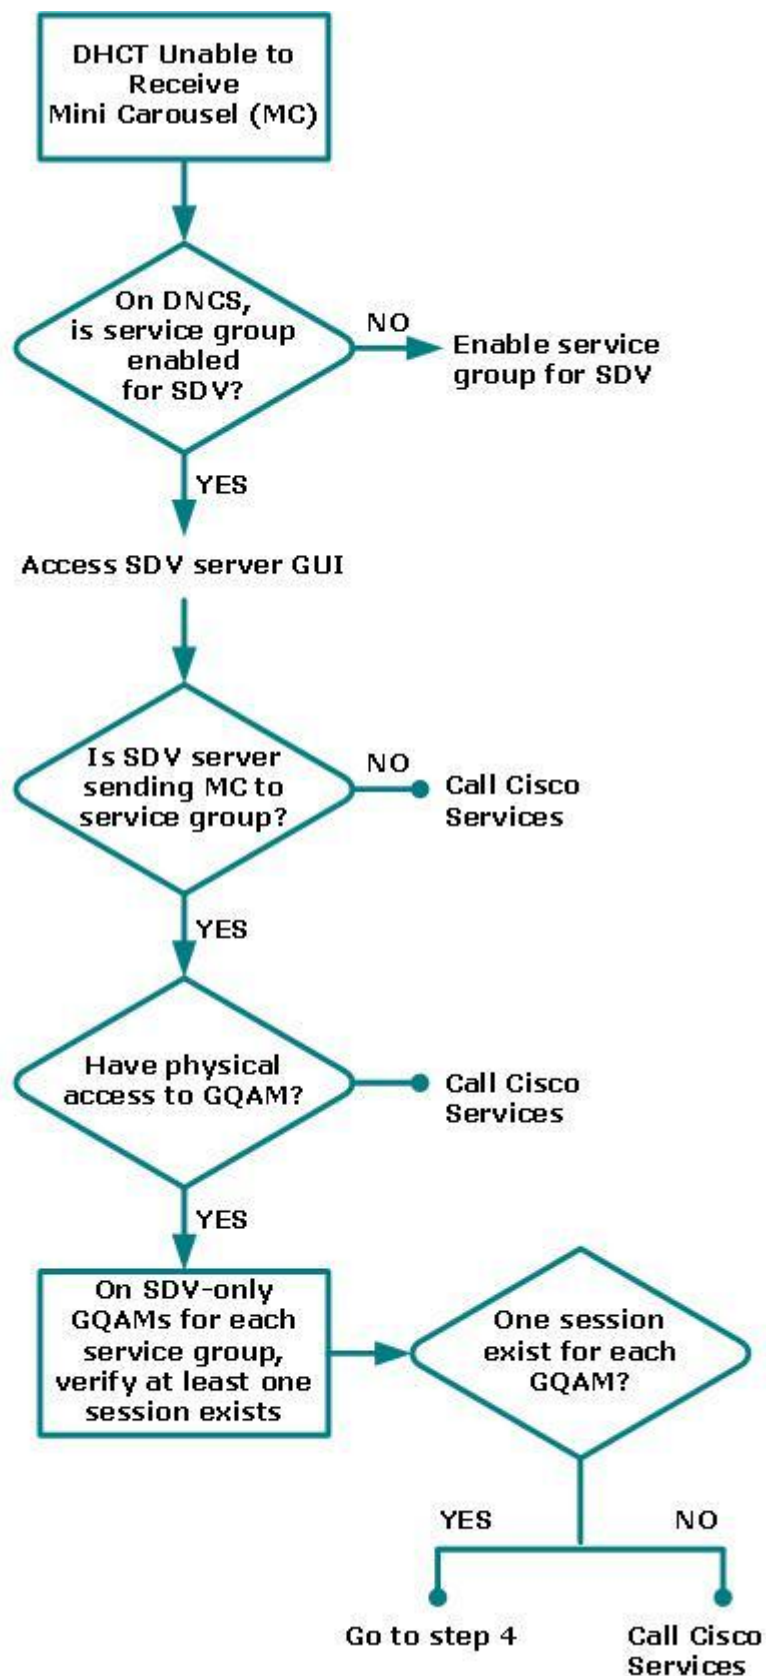 DHCT Unable to
Receive
Mini Carousel (MC)
On DNCS,
is service group
enabled
for SDV?
NO
Enable service
group for SDV
YES
Access SDV server GUI
Is SDV server
sending MC to
service group?
NO
Call Cisco
Services
YES
Have physical
access to GQAM?
Call Cisco
Services
YES
On SDV-only
GQAMs for each
service group,
verify at least one
session exists
One session
exist for each
GQAM?
YES
NO
Go to step 4
Call Cisco
Services